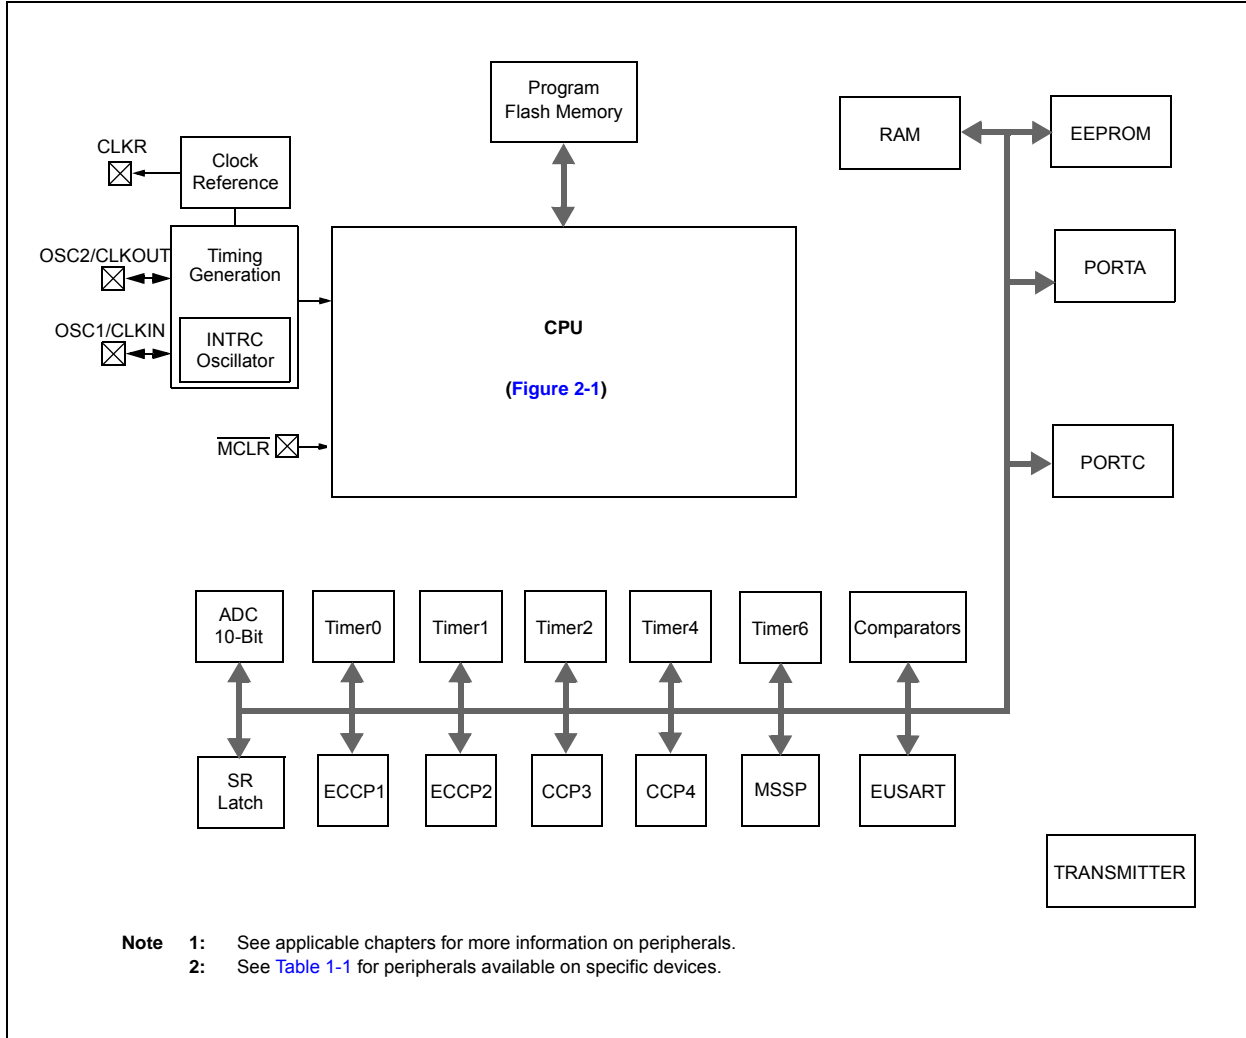 Program
Flash Memory
RAM
EEPROM
CLKR
Clock
Reference
OSC2/CLKOUT
Timing
Generation
PORTA
OSC1/CLKIN
INTRC
Oscillator
CPU
(Figure 2-1)
MCLR
PORTC
ADC
10-Bit
Timer0
Timer1
Timer2
Timer4
Timer6
Comparators
SR
Latch
ECCP1
ECCP2
CCP3
CCP4
MSSP
EUSART
TRANSMITTER
Note 1: See applicable chapters for more information on peripherals.
2: See Table 1-1 for peripherals available on specific devices.